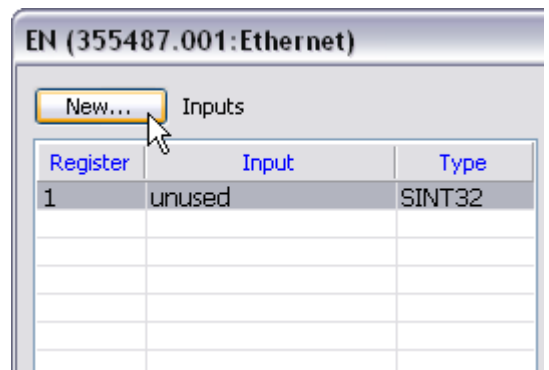 EN (355487.001:Ethernet)
New... Inputs
Register Input Type
1 unused SINT32